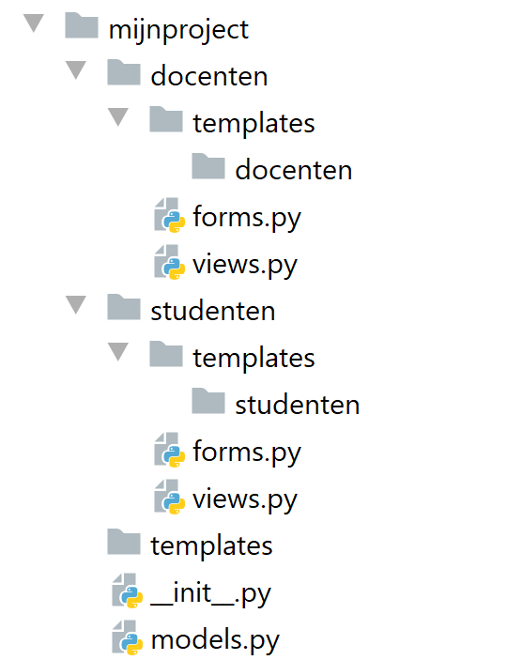 mijnproject
docenten
templates
docenten
forms.py
views.py
studenten
templates
studenten
forms.py
views.py
templates
__init__.py
models.py